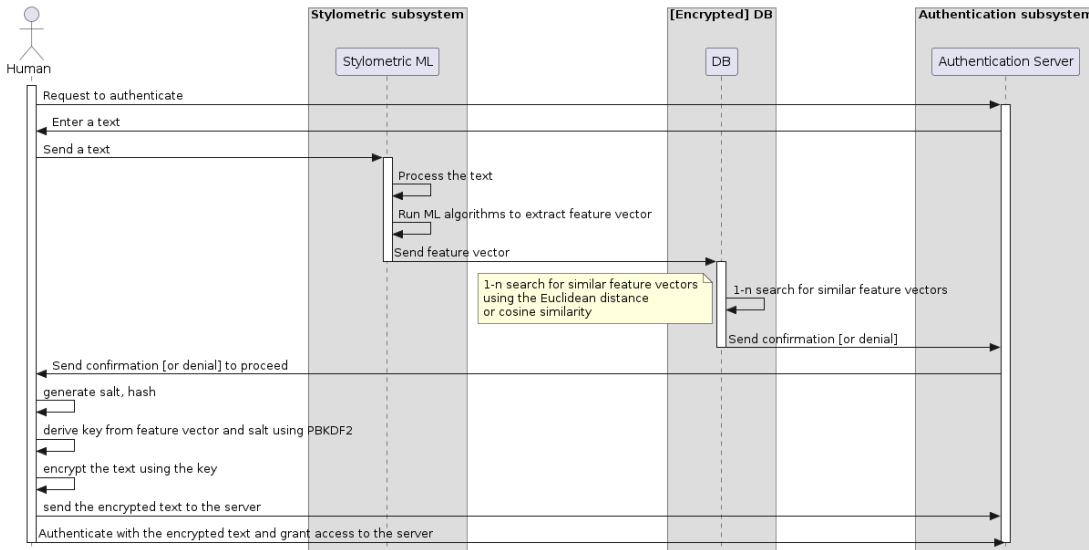 Stylometric subsystem
[Encrypted] DB
Authentication subsystem
Human
Stylometric ML
DB
Authentication Server
Request to authenticate
Enter a text
Send a text
Process the text
Run ML algorithms to extract feature vector
Send feature vector
1-n search for similar feature vectors
using the Euclidean distance
or cosine similarity
1-n search for similar feature vectors
Send confirmation [or denial]
Send confirmation [or denial] to proceed
generate salt, hash
derive key from feature vector and salt using PBKDF2
encrypt the text using the key
send the encrypted text to the server
Authenticate with the encrypted text and grant access to the server